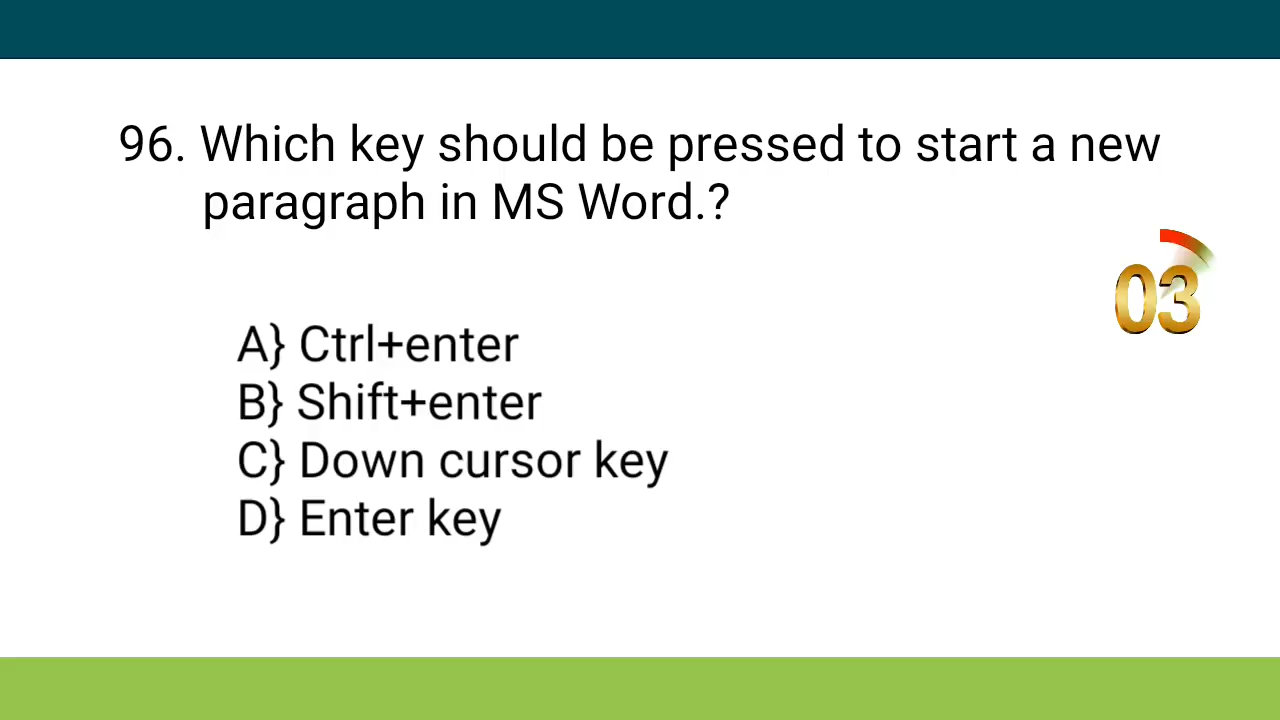 96. Which key should be pressed to start a new
paragraph in MS Word.?
03
A} Ctrl+enter
B} Shift+enter
C} Down cursor key
D} Enter key